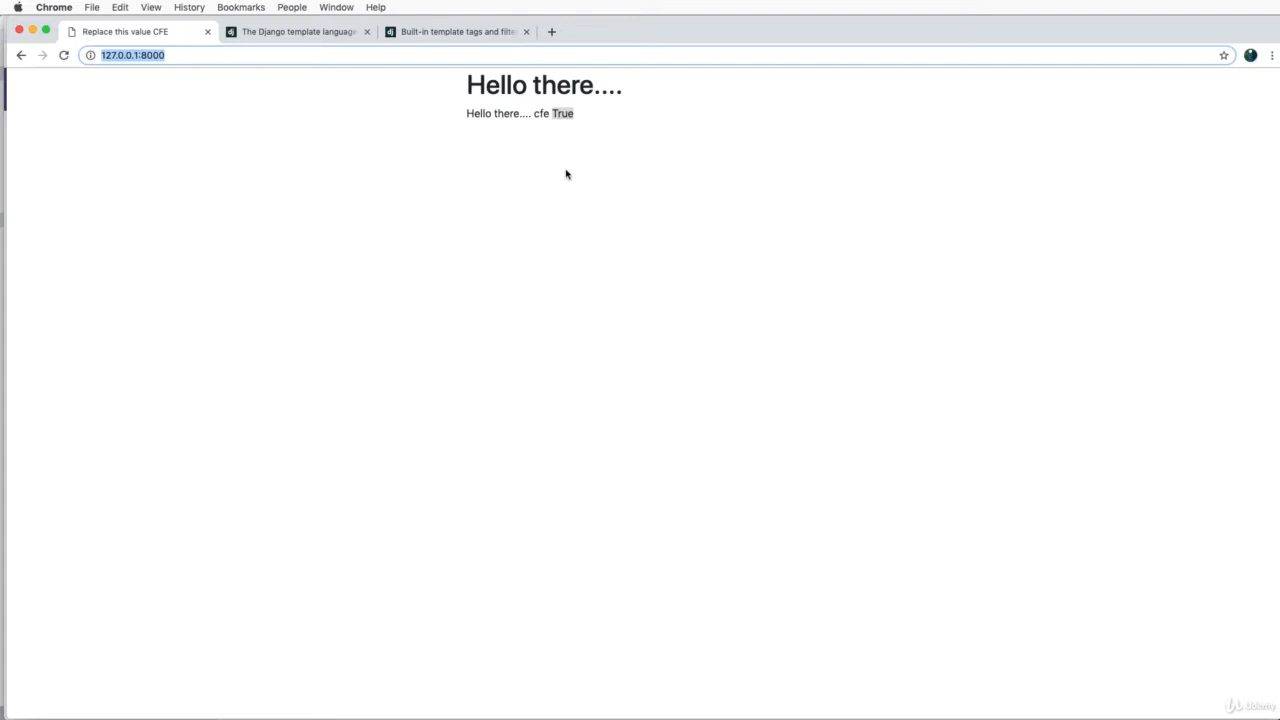 Chrome File Edit View History Bookmarks People Window Help
Replace this value CFE
The Django template language
Built-in template tags and filte
127.0.0.1:8000
Hello there....
Hello there.... cfe True
Udemy